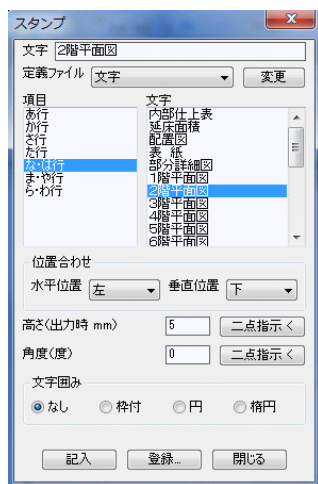 スタンプ
文字 2階平面図
定義ファイル 文字 変更
項目 文字
あ行
か行
さ行
た行
な・は行
ま・や行
ら・わ行
内部仕上表
延床面積
配置図
表 紙
部分詳細図
1階平面図
2階平面図
3階平面図
4階平面図
5階平面図
6階平面図
位置合わせ
水平位置 左 垂直位置 下
高さ(出力時 mm) 5 二点指示 <
角度(度) 0 二点指示 <
文字囲み
なし 枠付 円 楕円
記入 登録... 閉じる